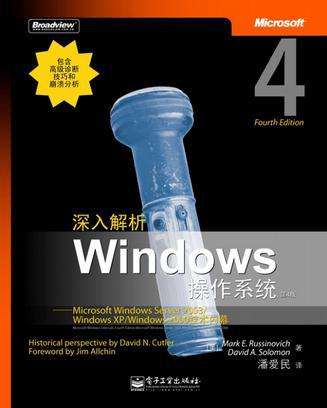 Broadview
Microsoft
包含
高级诊断
技巧和
崩溃分析
4
Fourth Edition
深入解析
Windows
操作系统 第4版
——Microsoft Windows Server 2003/
Windows XP/Windows 2000技术内幕
Historical perspective by David N. Cutler
Foreword by Jim Allchin
Mark E. Russinovich
David A. Solomon 著
潘爱民 译
电子工业出版社